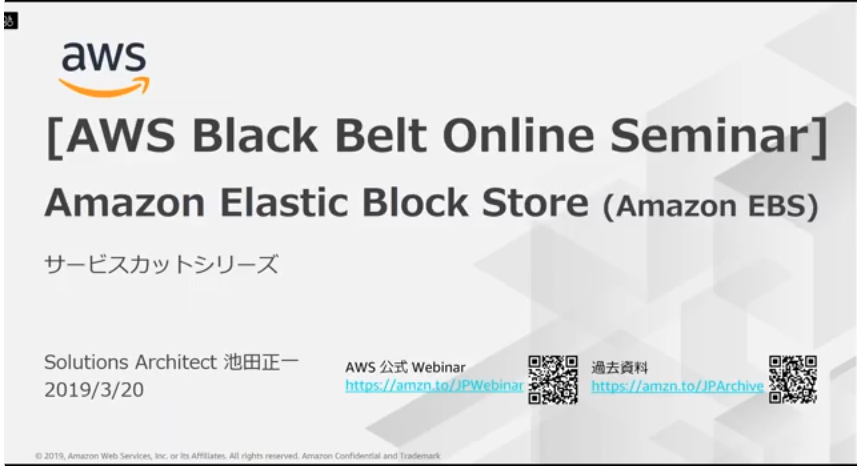 aws
[AWS Black Belt Online Seminar]
Amazon Elastic Block Store (Amazon EBS)
サービスカットシリーズ
Solutions Architect 池田正一
2019/3/20
AWS 公式 Webinar
https://amzn.to/JPWebinar
過去資料
https://amzn.to/JPArchive
© 2019, Amazon Web Services, Inc. or its Affiliates. All rights reserved. Amazon Confidential and Trademark